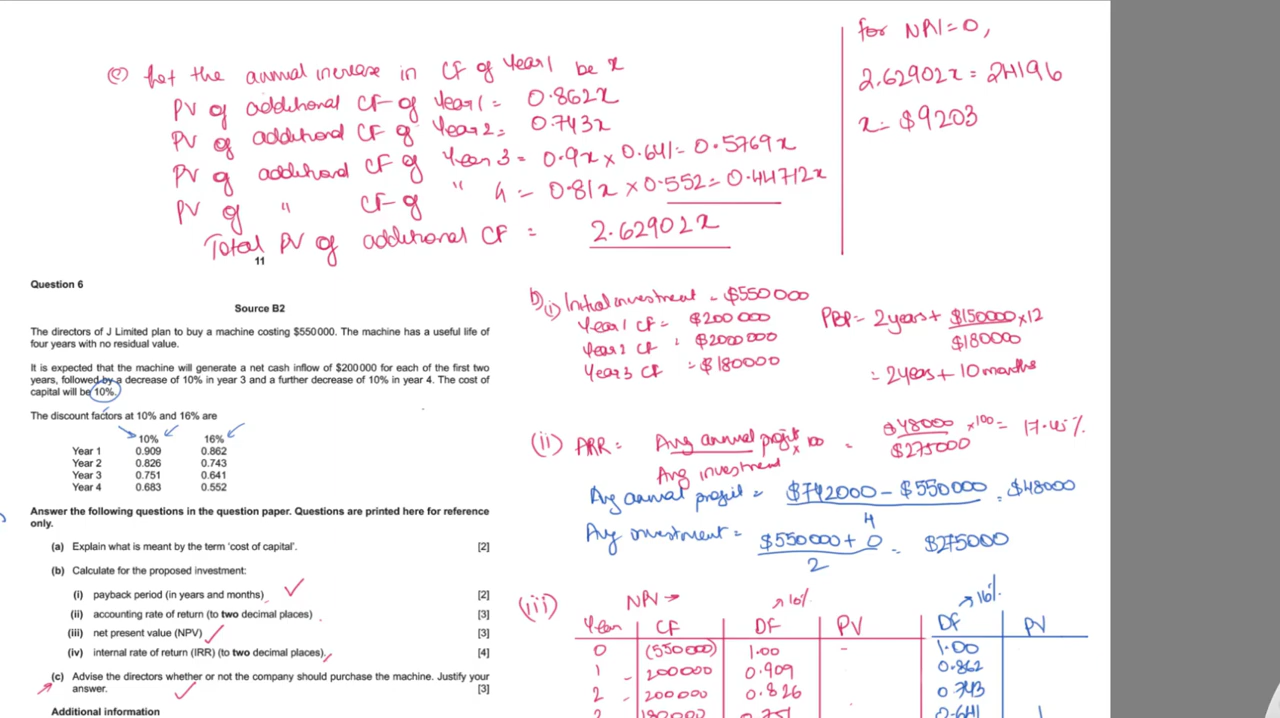 (e) Let the annual increase in CF of Year 1 be x
PV of additional CF of Year 1 = 0.862x
PV of additional CF of Year 2 = 0.743x
PV of additional CF of Year 3 = 0.9x × 0.641 = 0.5769x
PV of " CF of " 4 = 0.81x × 0.552 = 0.44712x
Total PV of additional CF = 2.62902x
for NPV=0,
2.62902x = 24196
x = $9203
11
Question 6
Source B2
The directors of J Limited plan to buy a machine costing $550000. The machine has a useful life of
four years with no residual value.
It is expected that the machine will generate a net cash inflow of $200000 for each of the first two
years, followed by a decrease of 10% in year 3 and a further decrease of 10% in year 4. The cost of
capital will be 10%.
The discount factors at 10% and 16% are
10% 16%
Year 1 0.909 0.862
Year 2 0.826 0.743
Year 3 0.751 0.641
Year 4 0.683 0.552
Answer the following questions in the question paper. Questions are printed here for reference
only.
(a) Explain what is meant by the term 'cost of capital'. [2]
(b) Calculate for the proposed investment:
(i) payback period (in years and months) [2]
(ii) accounting rate of return (to two decimal places) [3]
(iii) net present value (NPV) [3]
(iv) internal rate of return (IRR) (to two decimal places). [4]
(c) Advise the directors whether or not the company should purchase the machine. Justify your
answer. [3]
Additional information
b) (i) Initial investment = $550000
Year 1 CF = $200000
Year 2 CF = $200000
Year 3 CF = $180000
PBP = 2 years + $150000 × 12
$180000
= 2 years + 10 months
(ii) ARR = Avg annual profit × 100 = $48000 × 100 = 17.45%
Avg investment $275000
Avg annual profit = $742000 - $550000 = $48000
4
Avg investment = $550000 + 0 = $275000
2
(iii) NPV → 10% 16%
Year CF DF PV DF PV
0 (550000) 1.00 - 1.00
1 - 200000 0.909 0.862
2 - 200000 0.826 0.743
3 180000 0.751 0.641